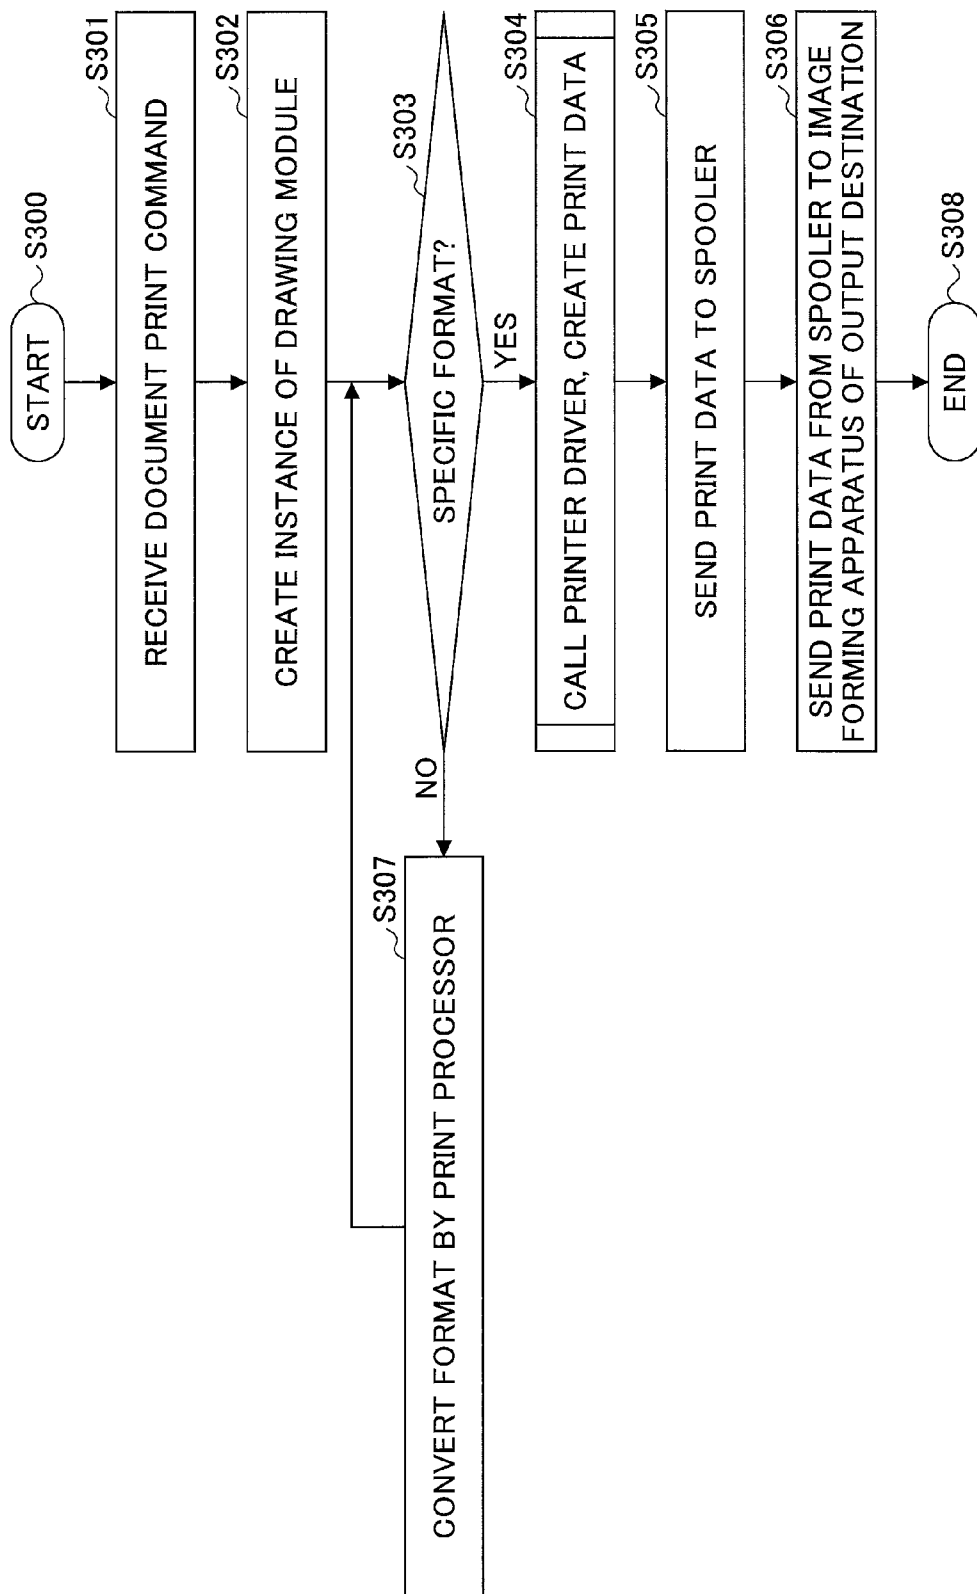 START
S300
S301
RECEIVE DOCUMENT PRINT COMMAND
S302
CREATE INSTANCE OF DRAWING MODULE
S303
SPECIFIC FORMAT?
NO
YES
S307
CONVERT FORMAT BY PRINT PROCESSOR
S304
CALL PRINTER DRIVER, CREATE PRINT DATA
S305
SEND PRINT DATA TO SPOOLER
S306
SEND PRINT DATA FROM SPOOLER TO IMAGE
FORMING APPARATUS OF OUTPUT DESTINATION
END
S308